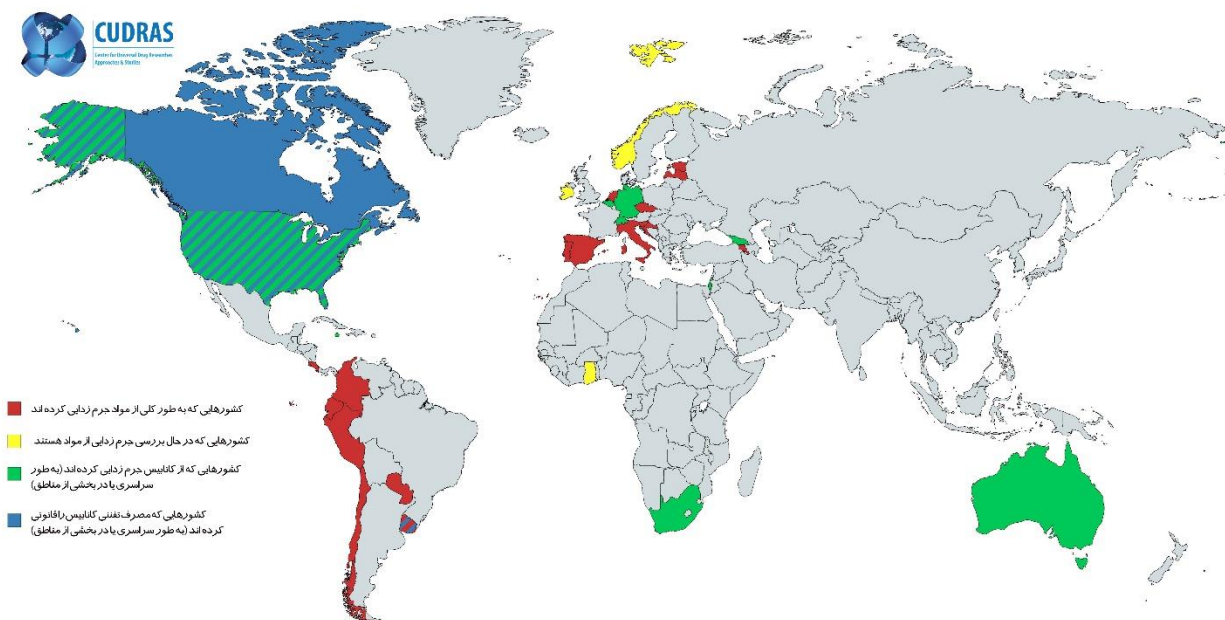 CUDRAS
Center for Universal Drug Researches
Approaches & Studies
کشورهایی که به طور کلی از مواد جرم زدایی کرده اند
کشورهایی که در حال بررسی جرم زدایی از مواد هستند
کشورهایی که از کانابیس جرم زدایی کرده اند (به طور
سراسری یا در بخشی از مناطق)
کشورهایی که مصرف تفننی کانابیس را قانونی
کرده اند (به طور سراسری یا در بخشی از مناطق)